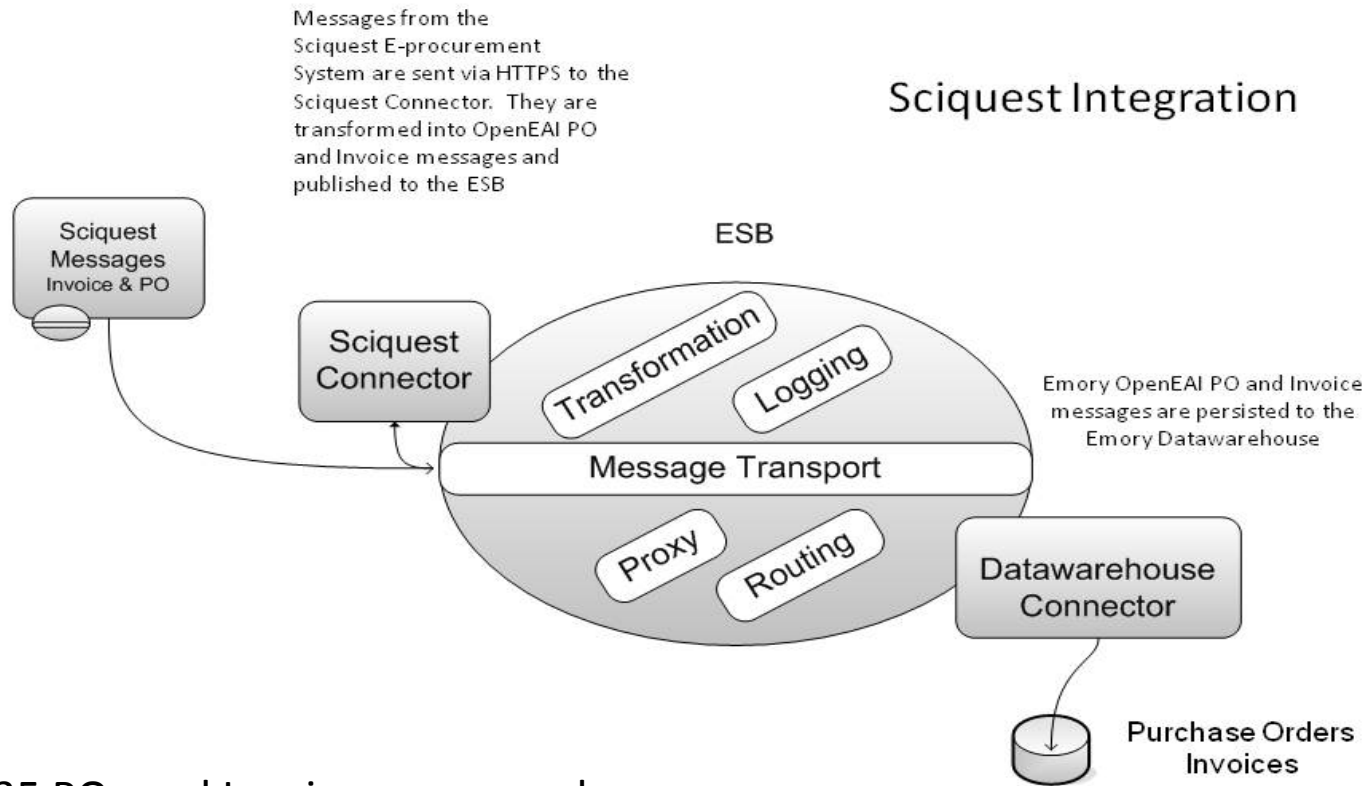 Messages from the
Sciquest E-procurement
System are sent via HTTPS to the
Sciquest Connector. They are
transformed into OpenEAI PO
and Invoice messages and
published to the ESB
Sciquest Integration
Sciquest
Messages
Invoice & PO
ESB
Sciquest
Connector
Transformation
Logging
Emory OpenEAI PO and Invoice
messages are persisted to the
Emory Datawarehouse
Message Transport
Proxy
Routing
Datawarehouse
Connector
Purchase Orders
Invoices